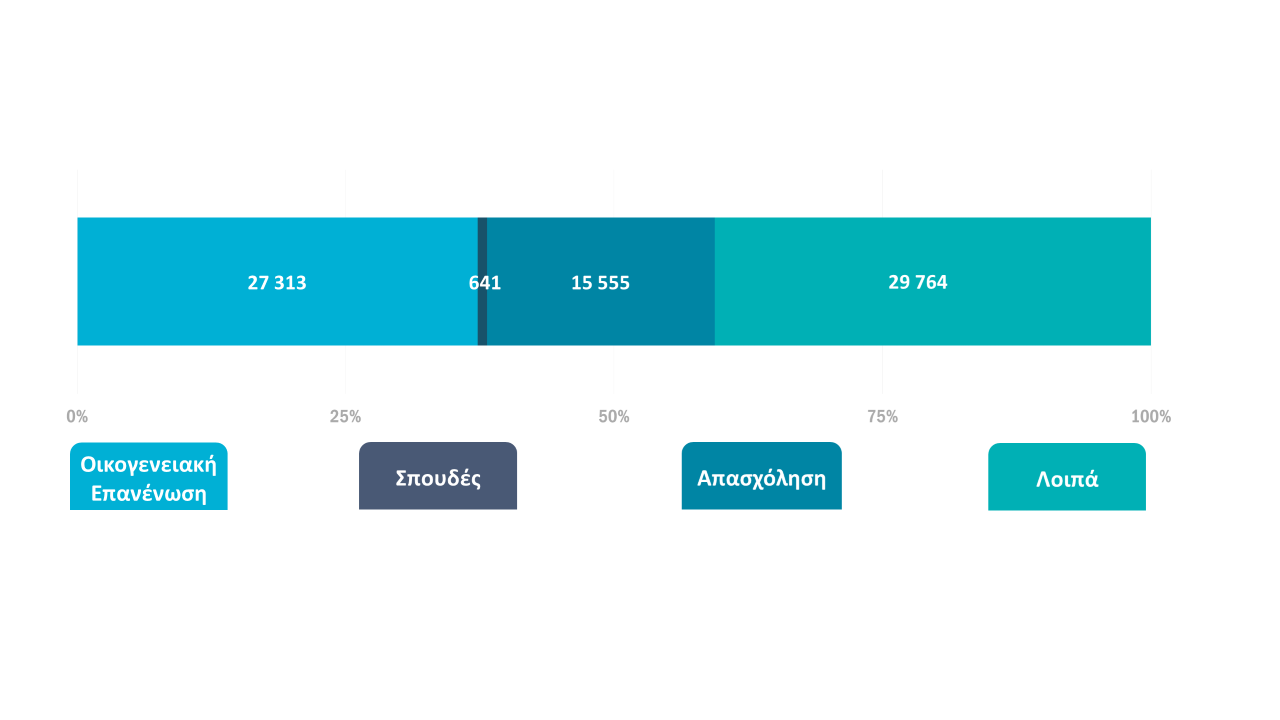 27 313
641
15 555
29 764
0%
25%
50%
75%
100%
Οικογενειακή
Επανένωση
Σπουδές
Απασχόληση
Λοιπά